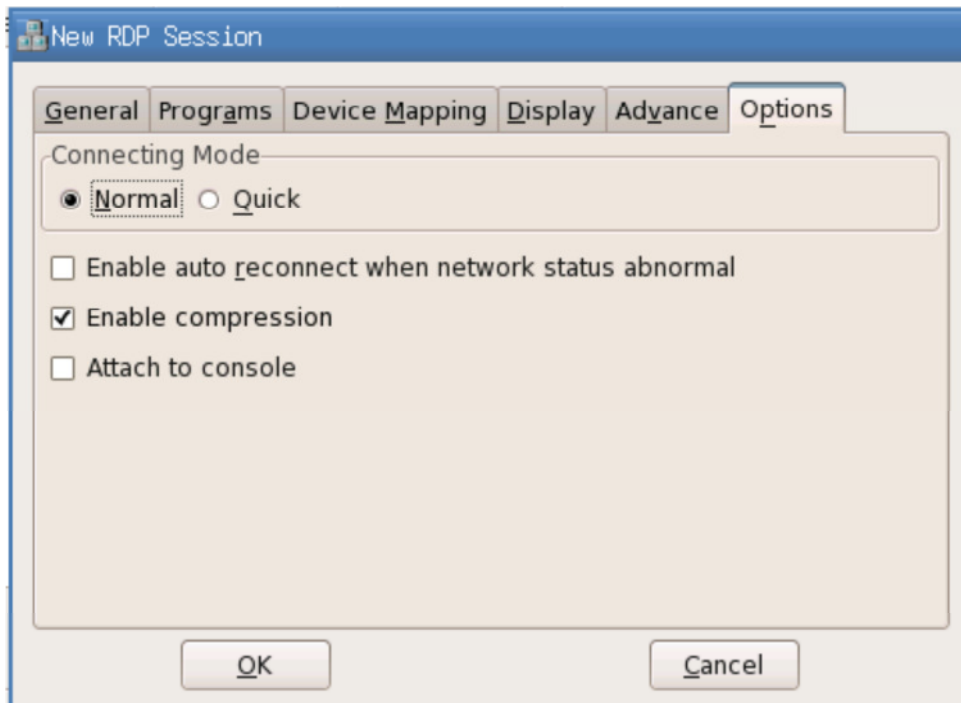 New RDP Session
General Programs Device Mapping Display Advance Options
Connecting Mode
Normal Quick
Enable auto reconnect when network status abnormal
Enable compression
Attach to console
OK Cancel